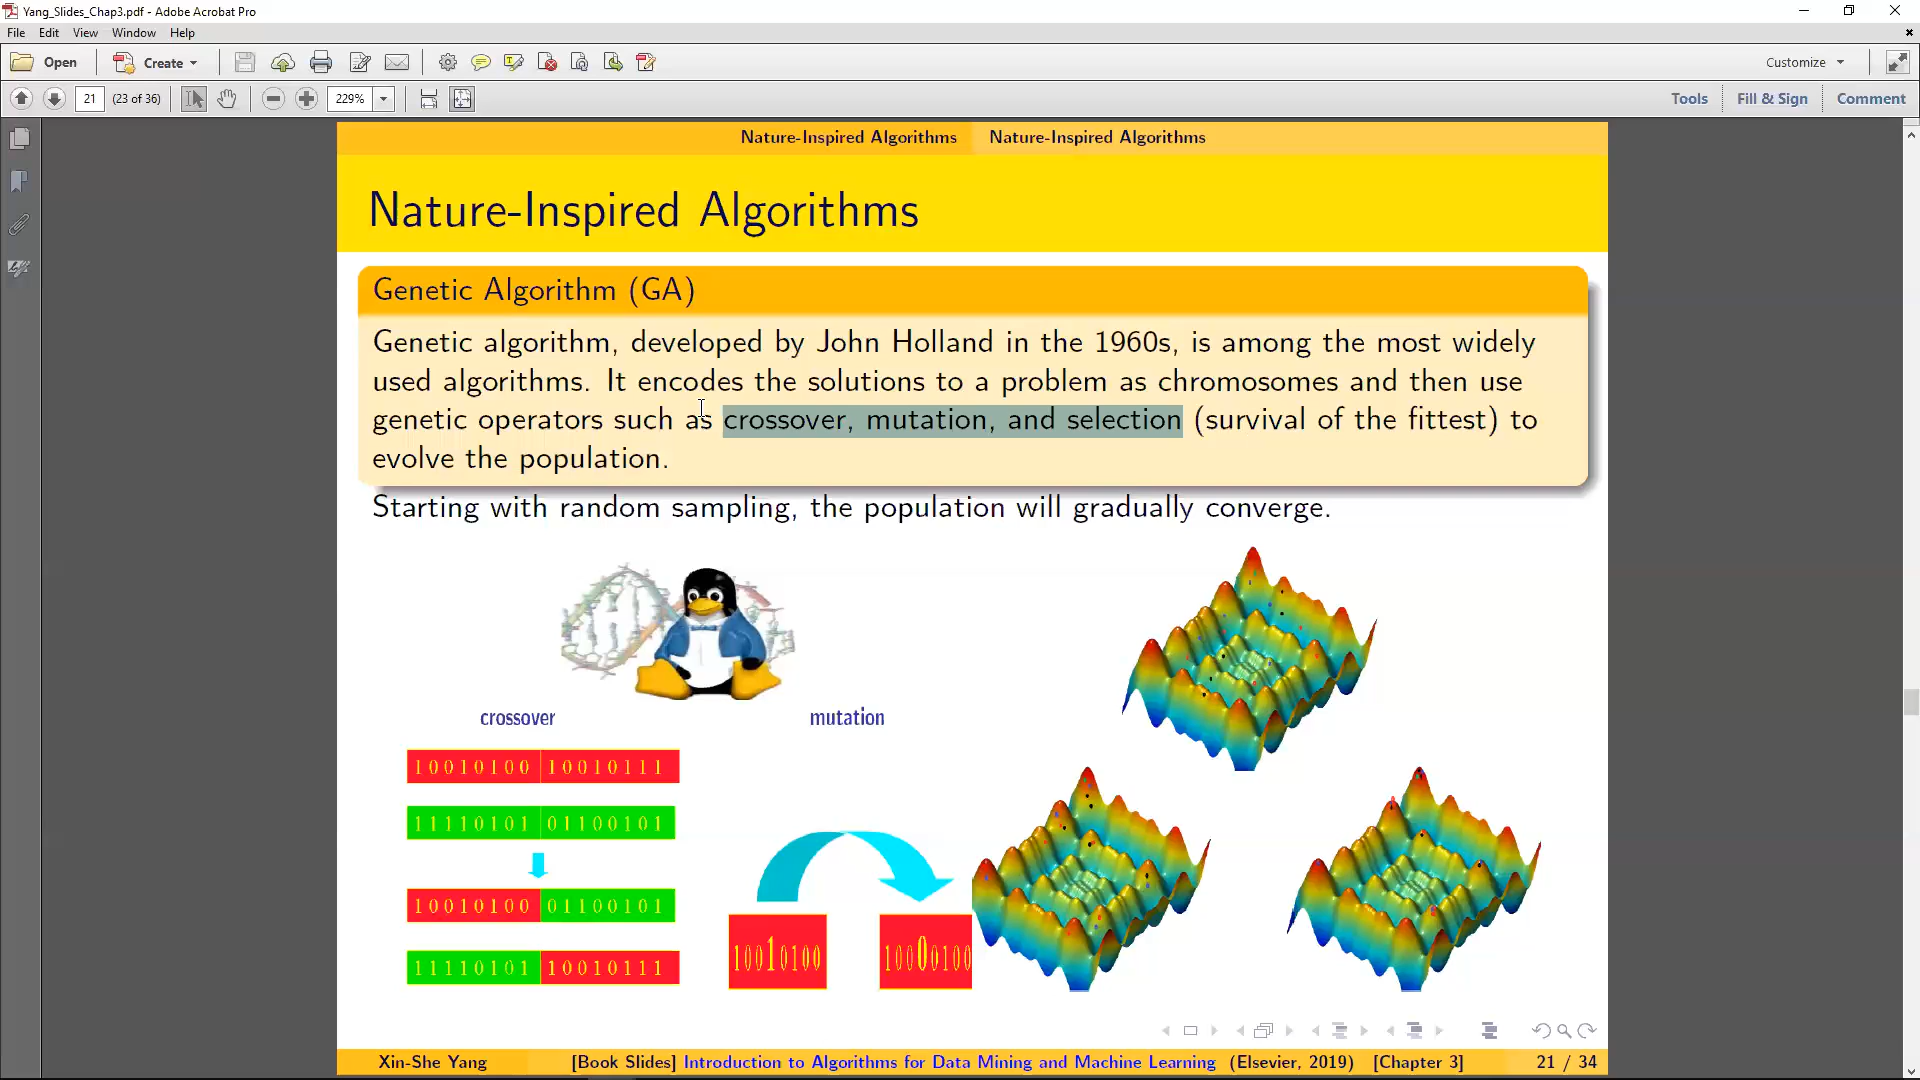 Yang_Slides_Chap3.pdf - Adobe Acrobat Pro
File Edit View Window Help
Open Create Customize
21 (23 of 36) 229% Tools Fill & Sign Comment
Nature-Inspired Algorithms Nature-Inspired Algorithms
Nature-Inspired Algorithms
Genetic Algorithm (GA)
Genetic algorithm, developed by John Holland in the 1960s, is among the most widely
used algorithms. It encodes the solutions to a problem as chromosomes and then use
genetic operators such as crossover, mutation, and selection (survival of the fittest) to
evolve the population.
Starting with random sampling, the population will gradually converge.
crossover mutation
10010100 10010111
11110101 01100101
10010100 01100101
11110101 10010111
10010100 10000100
Xin-She Yang [Book Slides] Introduction to Algorithms for Data Mining and Machine Learning (Elsevier, 2019) [Chapter 3] 21 / 34